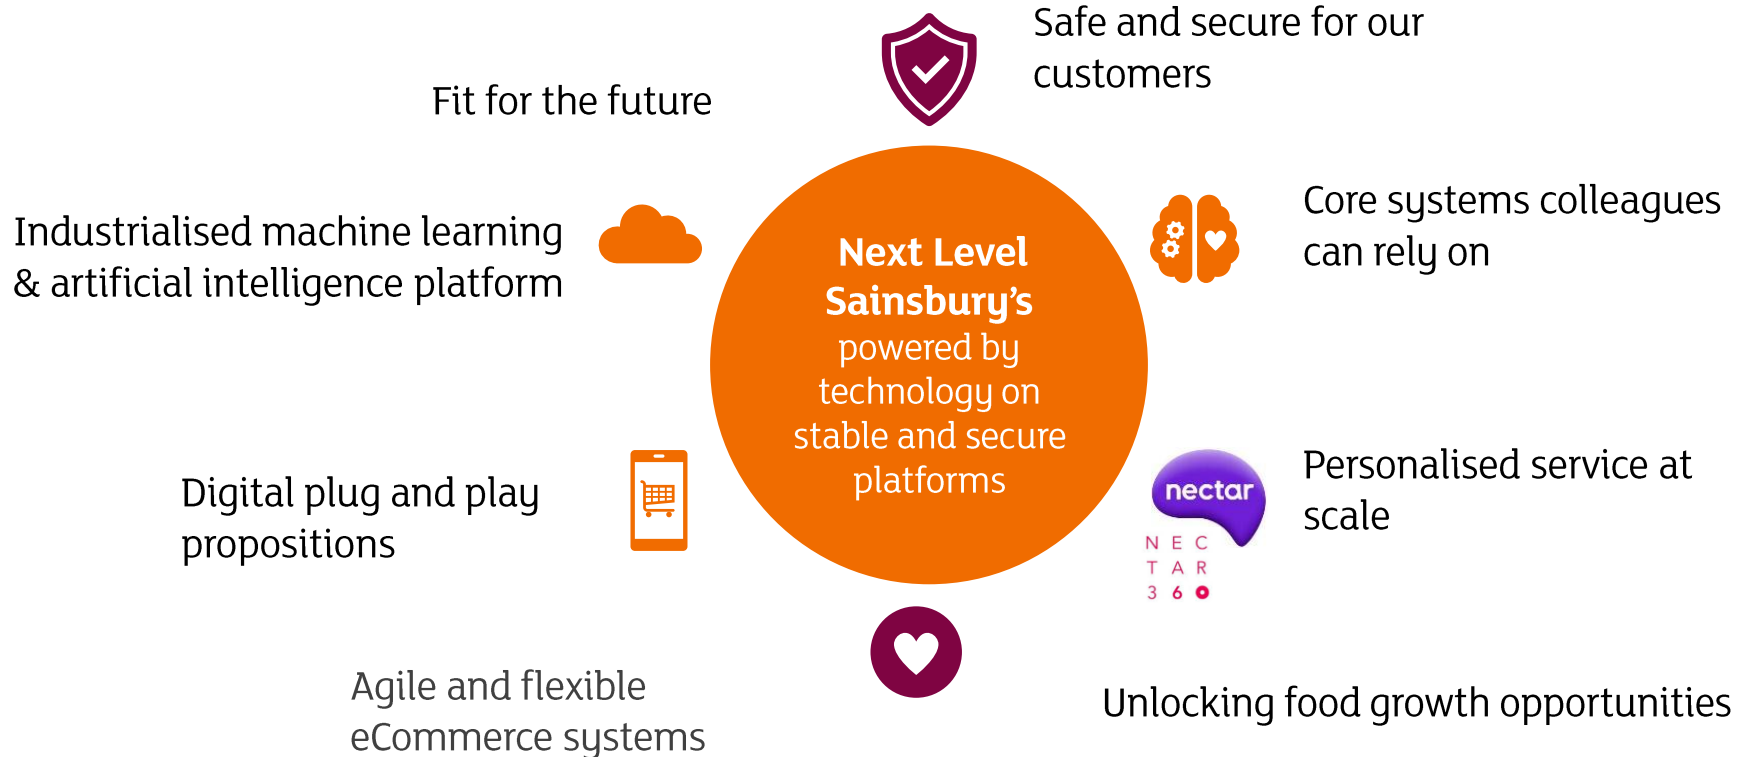 Safe and secure for our
customers
Fit for the future
Core systems colleagues
can rely on
Industrialised machine learning
& artificial intelligence platform
Next Level
Sainsbury’s
powered by
technology on
stable and secure
platforms
Personalised service at
scale
nectar
NEC
TAR
360
Digital plug and play
propositions
Agile and flexible
eCommerce systems
Unlocking food growth opportunities